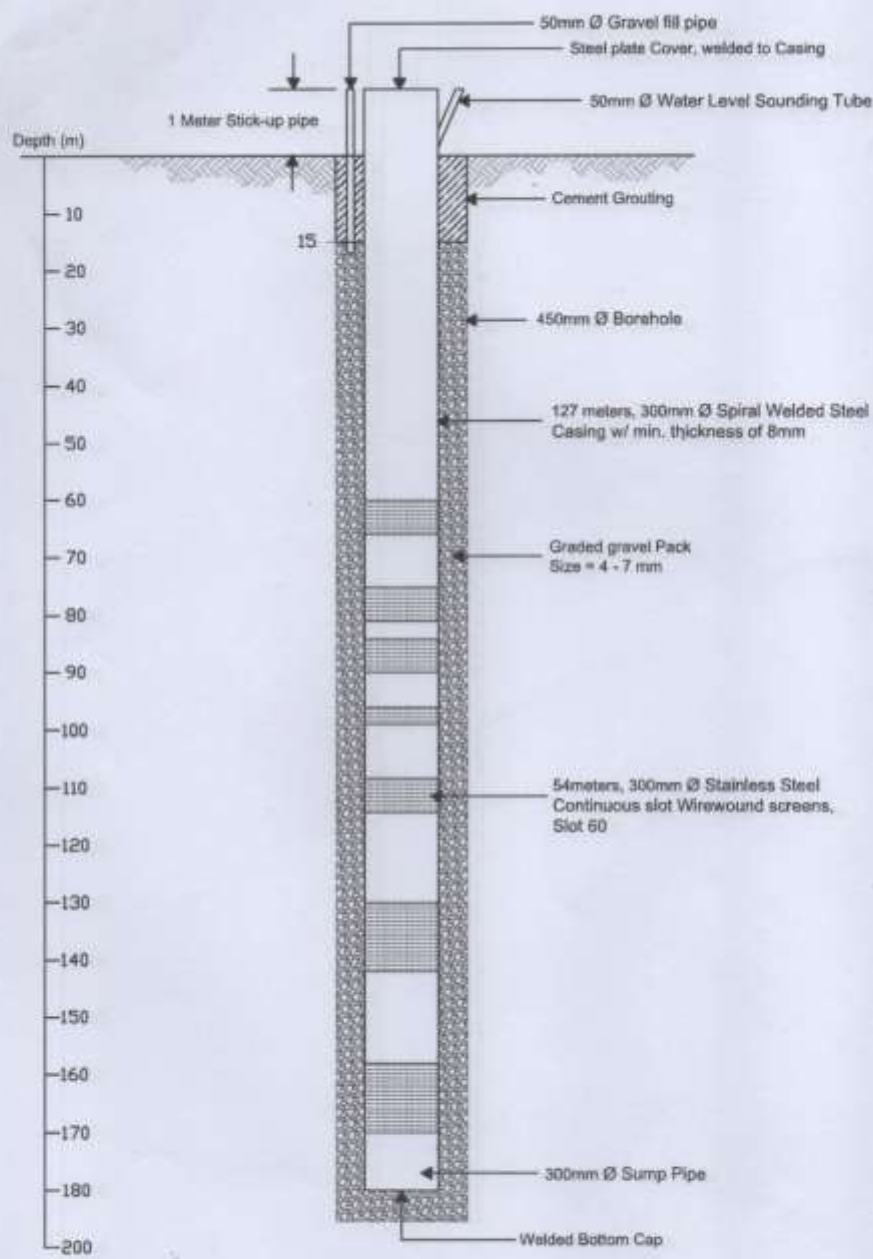 50mm Ø Gravel fill pipe
Steel plate Cover, welded to Casing
50mm Ø Water Level Sounding Tube
1 Meter Stick-up pipe
Depth (m)
Cement Grouting
10
15
20
450mm Ø Borehole
30
40
127 meters, 300mm Ø Spiral Welded Steel
Casing w/ min. thickness of 8mm
50
60
Graded gravel Pack
Size = 4 - 7 mm
70
80
90
100
54meters, 300mm Ø Stainless Steel
Continuous slot Wirewound screens,
Slot 60
110
120
130
140
150
160
170
300mm Ø Sump Pipe
180
Welded Bottom Cap
200